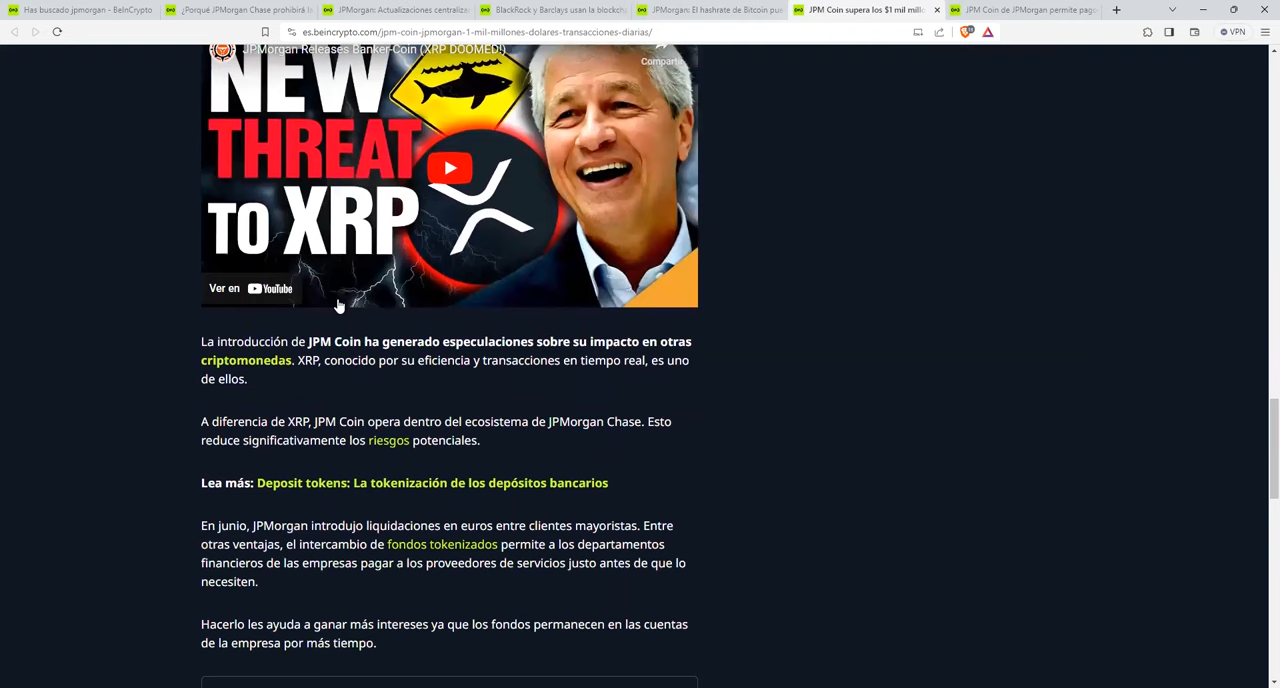 Has buscado jpmorgan - BeInCrypto
¿Porqué JPMorgan Chase prohibirá l
JPMorgan: Actualizaciones centraliza
BlackRock y Barclays usan la blockcha
JPMorgan: El hashrate de Bitcoin pue
JPM Coin supera los $1 mil millo
JPM Coin de JPMorgan permite pago
es.beincrypto.com/jpm-coin-jpmorgan-1-mil-millones-dolares-transacciones-diarias/
VPN
JPMorgan Releases Banker Coin (XRP DOOMED!)
Compartir
NEW
THREAT
TO XRP
Ver en YouTube
La introducción de JPM Coin ha generado especulaciones sobre su impacto en otras
criptomonedas. XRP, conocido por su eficiencia y transacciones en tiempo real, es uno
de ellos.
A diferencia de XRP, JPM Coin opera dentro del ecosistema de JPMorgan Chase. Esto
reduce significativamente los riesgos potenciales.
Lea más: Deposit tokens: La tokenización de los depósitos bancarios
En junio, JPMorgan introdujo liquidaciones en euros entre clientes mayoristas. Entre
otras ventajas, el intercambio de fondos tokenizados permite a los departamentos
financieros de las empresas pagar a los proveedores de servicios justo antes de que lo
necesiten.
Hacerlo les ayuda a ganar más intereses ya que los fondos permanecen en las cuentas
de la empresa por más tiempo.